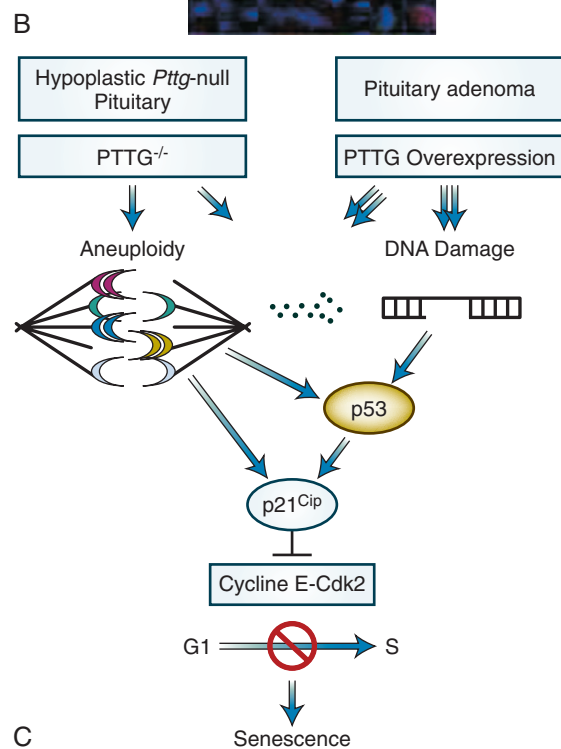 B
Hypoplastic Pttg-null
Pituitary
Pituitary adenoma
PTTG-/-
PTTG Overexpression
Aneuploidy
DNA Damage
p53
p21Cip
Cycline E-Cdk2
G1
S
C
Senescence